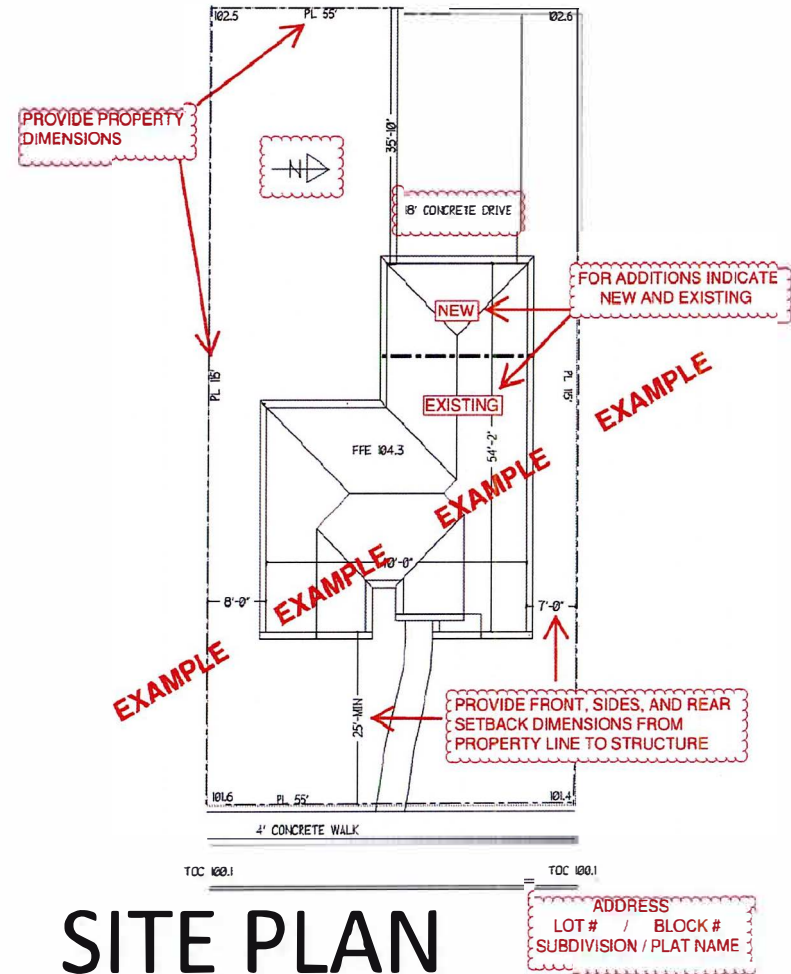 102.5
PL 55'
102.6
PROVIDE PROPERTY
DIMENSIONS
N
35'-10"
18' CONCRETE DRIVE
FOR ADDITIONS INDICATE
NEW AND EXISTING
NEW
PL 115'
PL 115'
EXAMPLE
EXISTING
FFE 104.3
54'-2"
EXAMPLE
40'-0"
EXAMPLE
8'-0"
7'-0"
EXAMPLE
25'-MIN
PROVIDE FRONT, SIDES, AND REAR
SETBACK DIMENSIONS FROM
PROPERTY LINE TO STRUCTURE
101.6
PL 55'
101.4
4' CONCRETE WALK
TOC 100.1
TOC 100.1
SITE PLAN
ADDRESS
LOT # / BLOCK #
SUBDIVISION / PLAT NAME